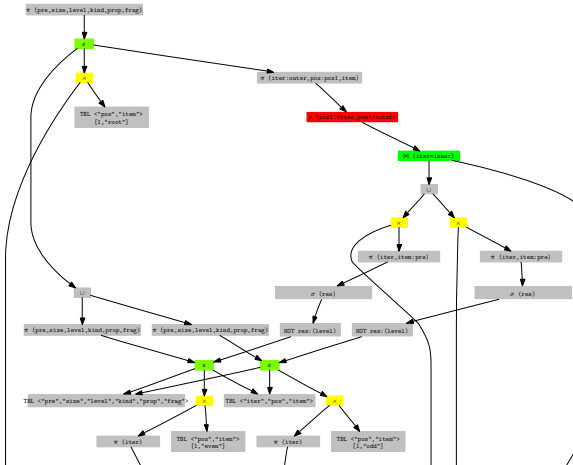 π (pre,size,level,kind,prop,frag)
ε
×
π (iter:outer,pos:pos1,item)
TBL <"pos","item">
[1,"root"]
ρ (pos1:<iter,pos>/outer)
⋈ (iter=inner)
∪
×
×
π (iter,item:pre)
π (iter,item:pre)
σ (res)
σ (res)
∪
π (pre,size,level,kind,prop,frag)
π (pre,size,level,kind,prop,frag)
NOT res:(level)
NOT res:(level)
ε
ε
TBL <"pre","size","level","kind","prop","frag">
×
TBL <"iter","pos","item">
×
π (iter)
TBL <"pos","item">
[1,"even"]
π (iter)
TBL <"pos","item">
[1,"odd"]